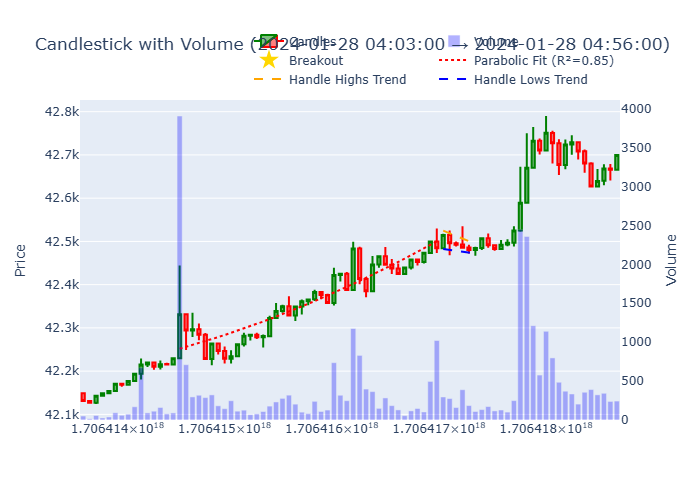 Candlestick with Volume (2024-01-28 04:03:00 → 2024-01-28 04:56:00)
Candles
Volume
Breakout
Parabolic Fit (R²=0.85)
Handle Highs Trend
Handle Lows Trend
42.8k
42.7k
42.6k
42.5k
42.4k
42.3k
42.2k
42.1k
Price
4000
3500
3000
2500
2000
1500
1000
500
0
Volume
1.706414×10¹⁸
1.706415×10¹⁸
1.706416×10¹⁸
1.706417×10¹⁸
1.706418×10¹⁸